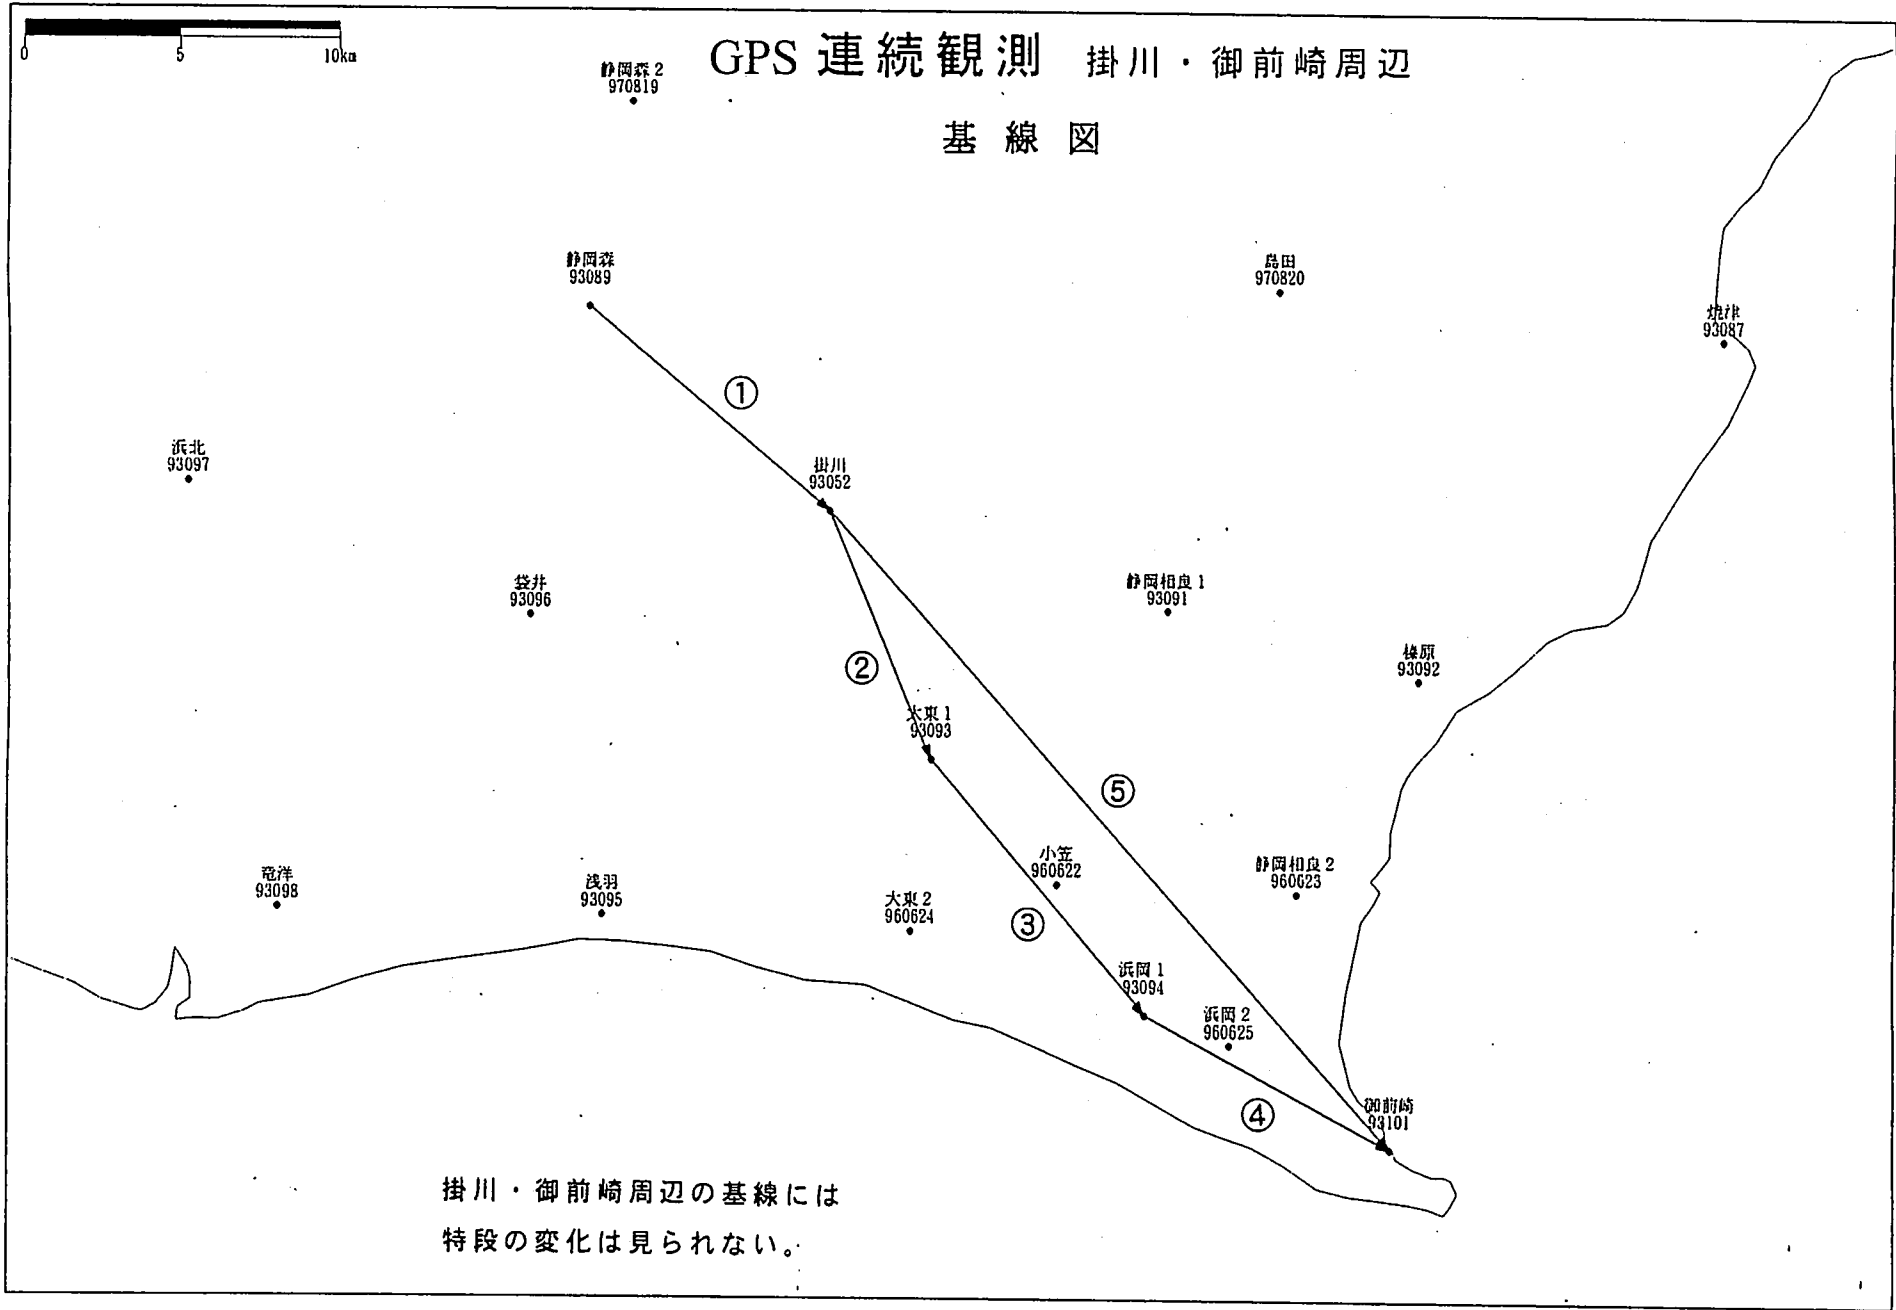 0 5 10km
GPS 連続観測 掛川・御前崎周辺
基線図
静岡森2
970819
静岡森
93089
島田
970820
焼津
93087
①
浜北
93097
掛川
93052
袋井
93096
静岡相良1
93091
榛原
93092
②
大東1
93093
⑤
小笠
960622
静岡相良2
960623
竜洋
93098
浅羽
93095
大東2
960624
③
浜岡1
93094
浜岡2
960625
④
御前崎
93101
掛川・御前崎周辺の基線には
特段の変化は見られない。